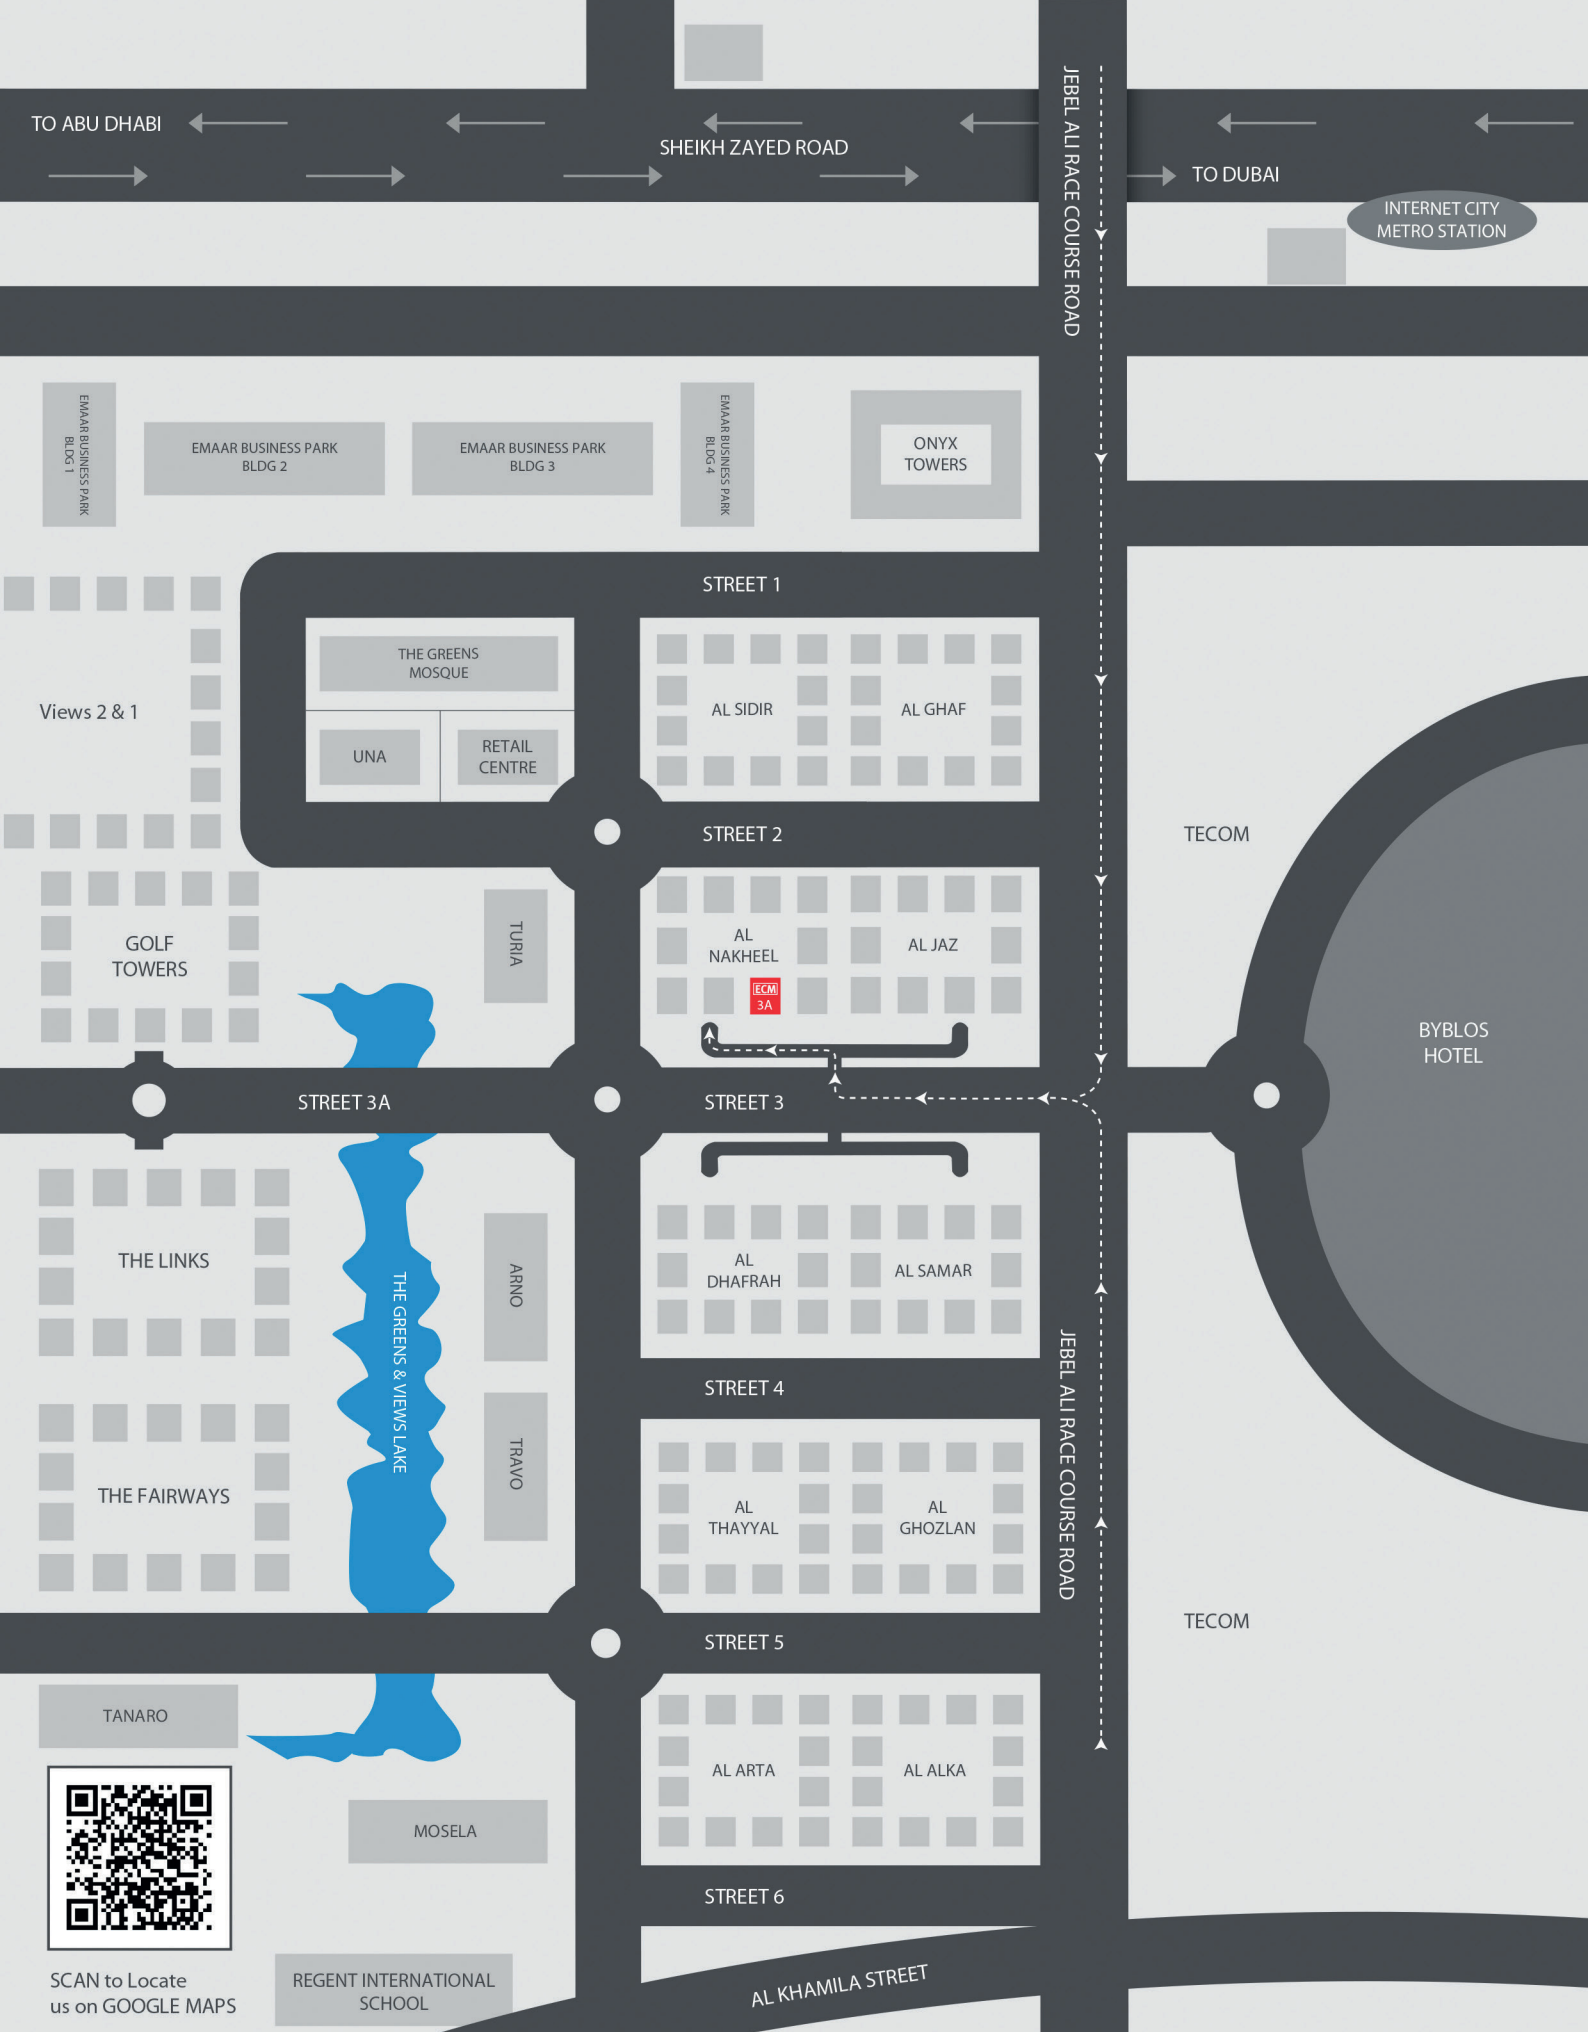 JEBEL ALI RACE COURSE ROAD
TO ABU DHABI
SHEIKH ZAYED ROAD
TO DUBAI
INTERNET CITY
METRO STATION
EMAAR BUSINESS PARK
BLDG 1
EMAAR BUSINESS PARK
BLDG 2
EMAAR BUSINESS PARK
BLDG 3
EMAAR BUSINESS PARK
BLDG 4
ONYX
TOWERS
STREET 1
THE GREENS
MOSQUE
Views 2 & 1
AL SIDIR
AL GHAF
UNA
RETAIL
CENTRE
STREET 2
TECOM
GOLF
TOWERS
TURIA
AL
NAKHEEL
AL JAZ
ECM
3A
BYBLOS
HOTEL
STREET 3A
STREET 3
THE LINKS
THE GREENS & VIEWS LAKE
ARNO
AL
DHAFRAH
AL SAMAR
JEBEL ALI RACE COURSE ROAD
STREET 4
THE FAIRWAYS
TRAVO
AL
THAYYAL
AL
GHOZLAN
STREET 5
TECOM
TANARO
AL ARTA
AL ALKA
MOSELA
STREET 6
SCAN to Locate
us on GOOGLE MAPS
REGENT INTERNATIONAL
SCHOOL
AL KHAMILA STREET